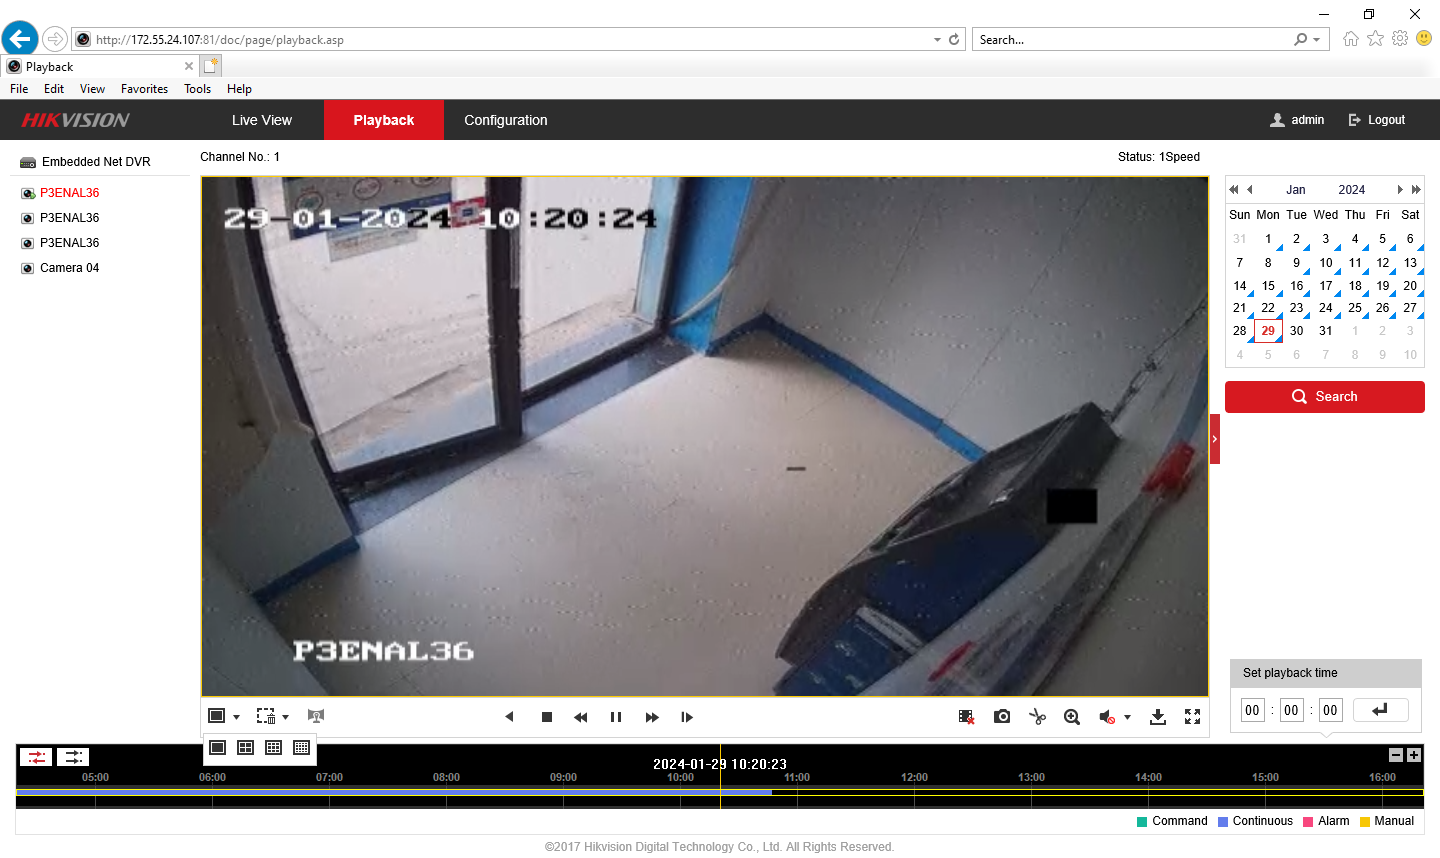 http://172.55.24.107:81/doc/page/playback.asp
Search...
Playback
File Edit View Favorites Tools Help
HIKVISION
Live View
Playback
Configuration
admin
Logout
Embedded Net DVR
P3ENAL36
P3ENAL36
P3ENAL36
Camera 04
Channel No.: 1
Status: 1Speed
29-01-2024 10:20:24
P3ENAL36
Jan 2024
Sun Mon Tue Wed Thu Fri Sat
31 1 2 3 4 5 6
7 8 9 10 11 12 13
14 15 16 17 18 19 20
21 22 23 24 25 26 27
28 29 30 31 1 2 3
4 5 6 7 8 9 10
Search
Set playback time
00 : 00 : 00
2024-01-29 10:20:23
05:00 06:00 07:00 08:00 09:00 10:00 11:00 12:00 13:00 14:00 15:00 16:00
Command Continuous Alarm Manual
©2017 Hikvision Digital Technology Co., Ltd. All Rights Reserved.